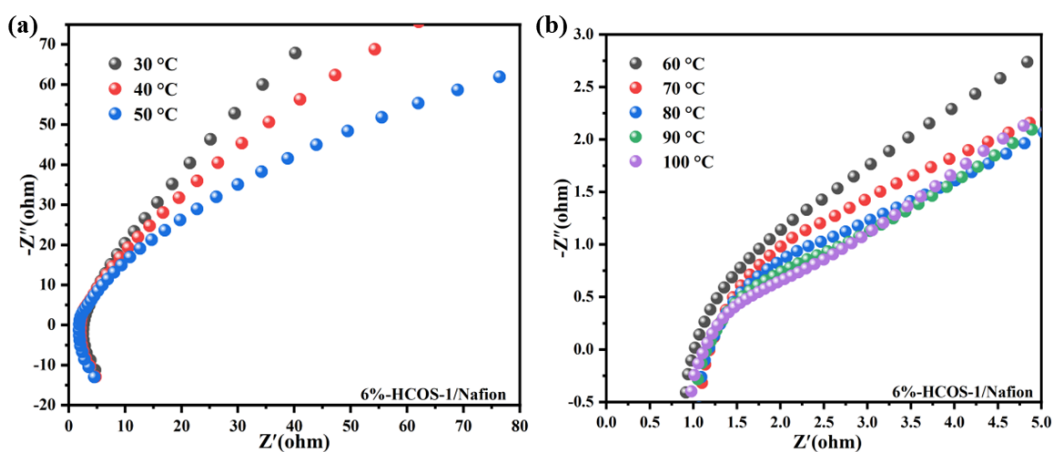 (a)
-Z″(ohm)
70
60
50
40
30
20
10
0
-10
-20
30 °C
40 °C
50 °C
6%-HCOS-1/Nafion
0 10 20 30 40 50 60 70 80
Z′(ohm)
(b)
-Z″(ohm)
3.0
2.5
2.0
1.5
1.0
0.5
0.0
-0.5
60 °C
70 °C
80 °C
90 °C
100 °C
6%-HCOS-1/Nafion
0.0 0.5 1.0 1.5 2.0 2.5 3.0 3.5 4.0 4.5 5.0
Z′(ohm)